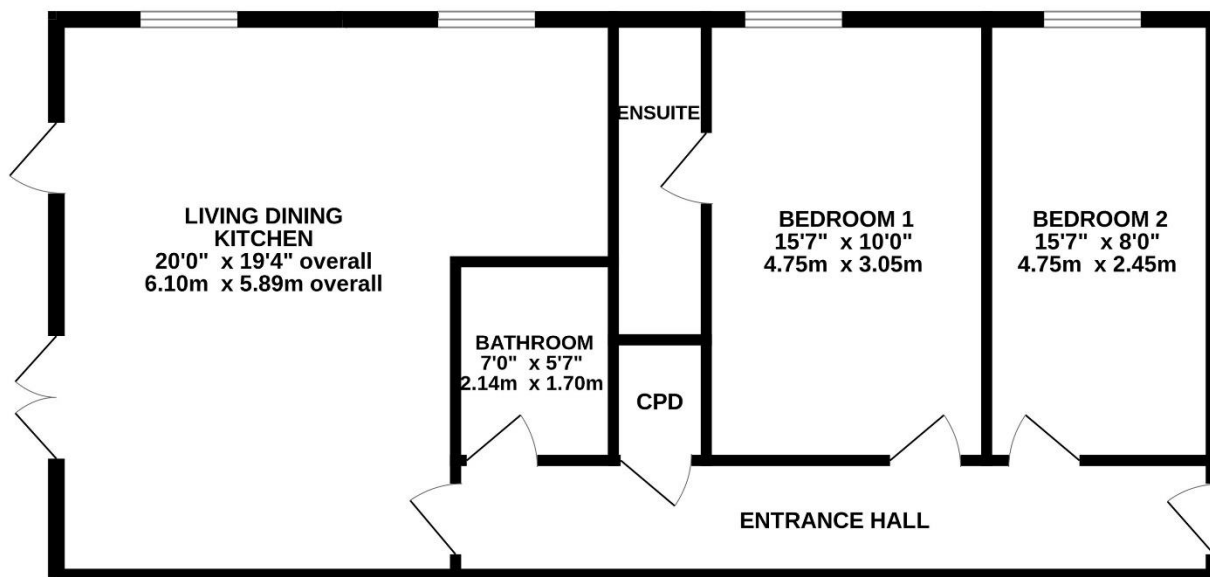 ENSUITE
LIVING DINING
KITCHEN
20'0" x 19'4" overall
6.10m x 5.89m overall
BEDROOM 1
15'7" x 10'0"
4.75m x 3.05m
BEDROOM 2
15'7" x 8'0"
4.75m x 2.45m
BATHROOM
7'0" x 5'7"
2.14m x 1.70m
CPD
ENTRANCE HALL